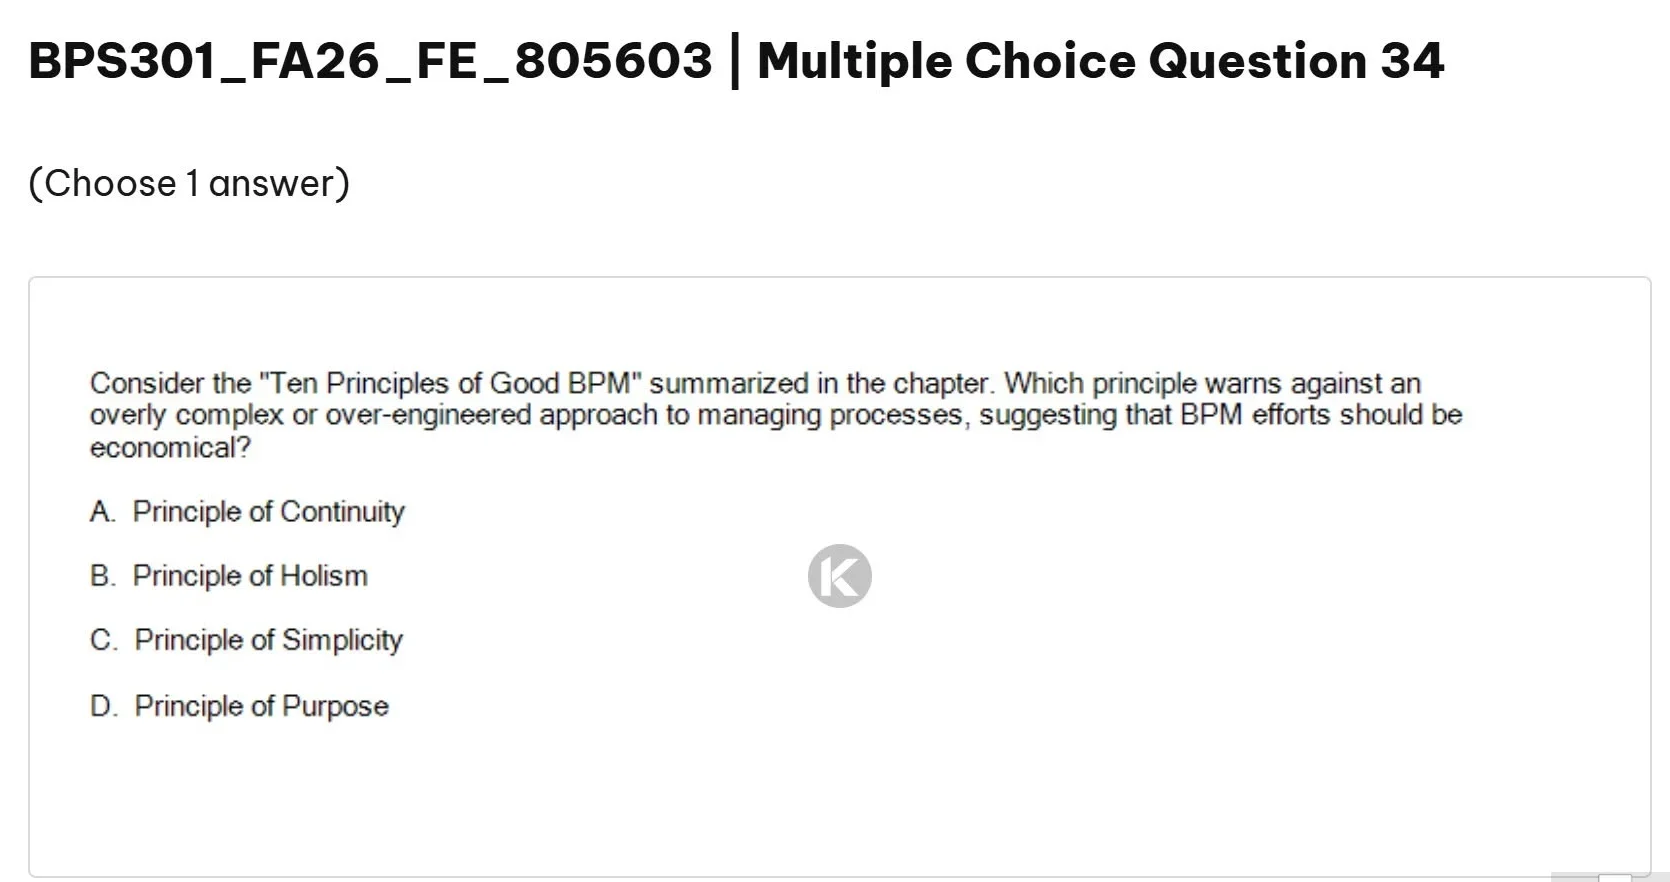 BPS301_FA26_FE_805603 | Multiple Choice Question 34
(Choose 1 answer)
Consider the "Ten Principles of Good BPM" summarized in the chapter. Which principle warns against an
overly complex or over-engineered approach to managing processes, suggesting that BPM efforts should be
economical?
A. Principle of Continuity
B. Principle of Holism
K
C. Principle of Simplicity
D. Principle of Purpose